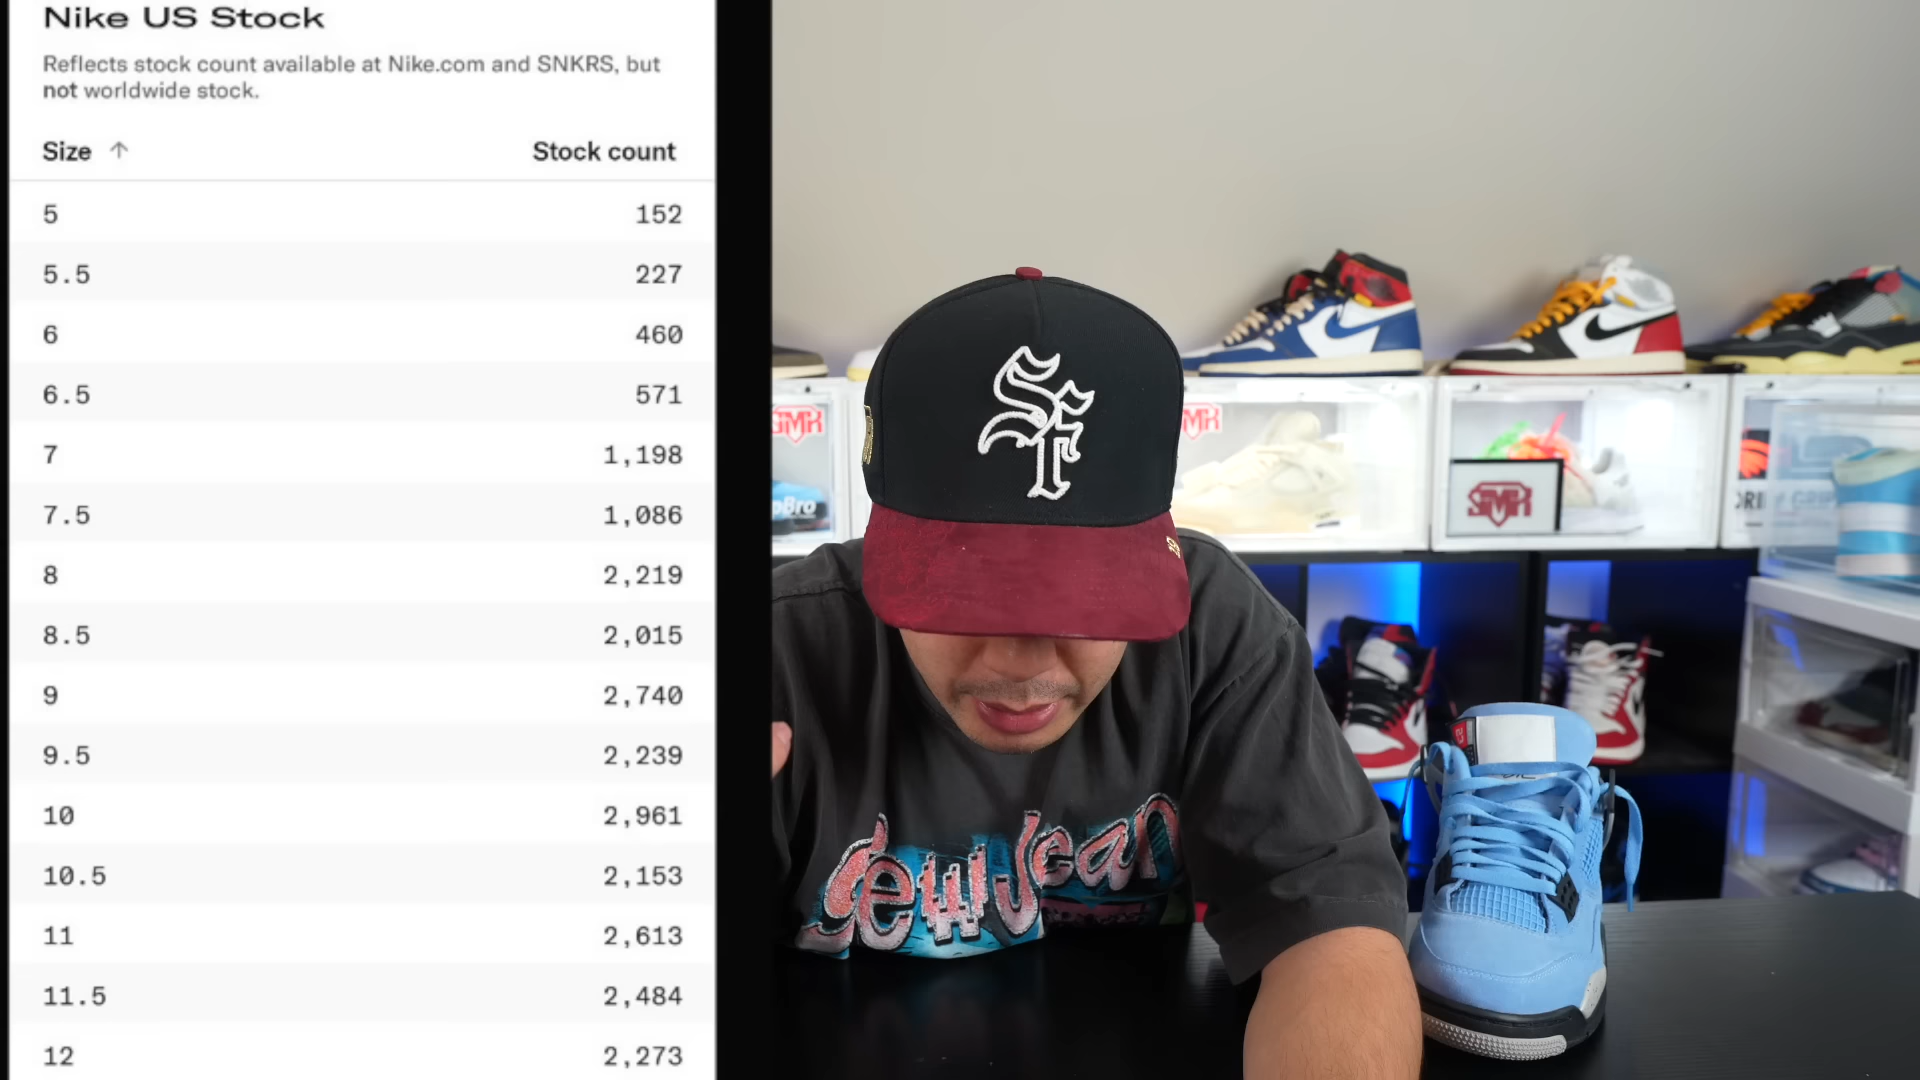 Nike US Stock
Reflects stock count available at Nike.com and SNKRS, but
not worldwide stock.
Size ↑ Stock count
5 152
5.5 227
6 460
6.5 571
7 1,198
7.5 1,086
8 2,219
8.5 2,015
9 2,740
9.5 2,239
10 2,961
10.5 2,153
11 2,613
11.5 2,484
12 2,273
SMR
SMR